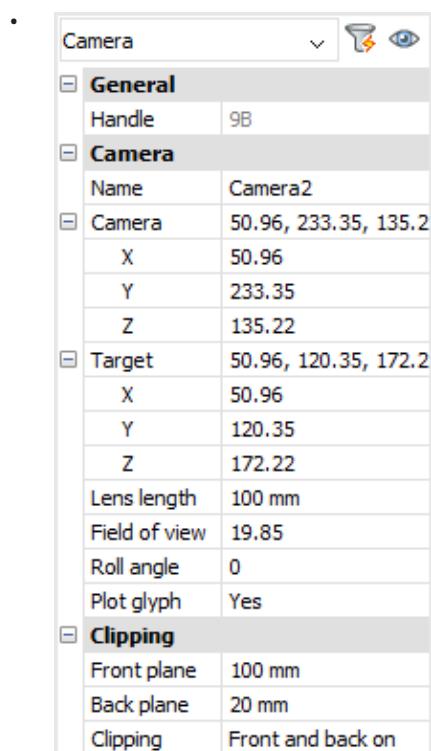 Camera
General
Handle 9B
Camera
Name Camera2
Camera 50.96, 233.35, 135.2
X 50.96
Y 233.35
Z 135.22
Target 50.96, 120.35, 172.2
X 50.96
Y 120.35
Z 172.22
Lens length 100 mm
Field of view 19.85
Roll angle 0
Plot glyph Yes
Clipping
Front plane 100 mm
Back plane 20 mm
Clipping Front and back on